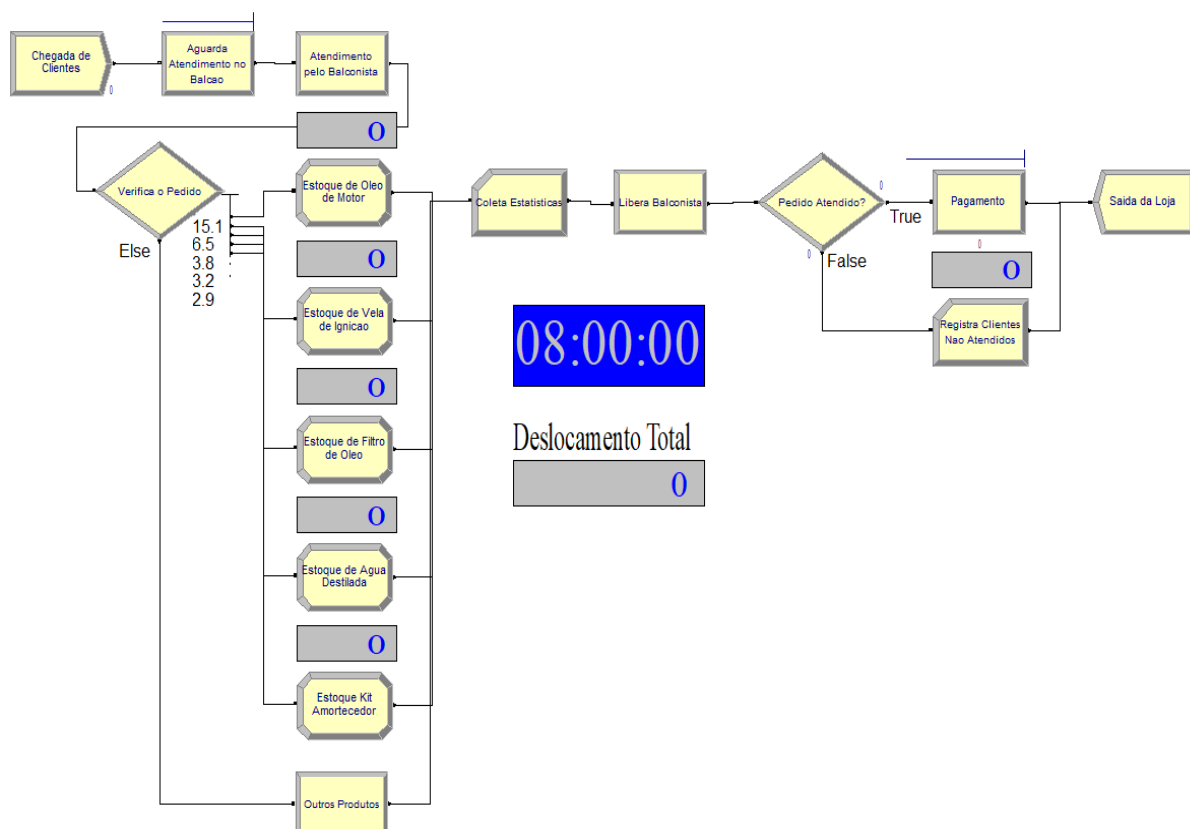 Chegada de
Clientes
0
Aguarda
Atendimento no
Balcao
Atendimento
pelo Balconista
0
Verifica o Pedido
Else
15.1
6.5
3.8
3.2
2.9
Estoque de Oleo
de Motor
0
Estoque de Vela
de Ignicao
0
Estoque de Filtro
de Oleo
0
Estoque de Agua
Destilada
0
Estoque Kit
Amortecedor
Outros Produtos
Coleta Estatisticas
Libera Balconista
Pedido Atendido?
0
True
0
False
Pagamento
0
0
Registra Clientes
Nao Atendidos
Saida da Loja
08:00:00
Deslocamento Total
0